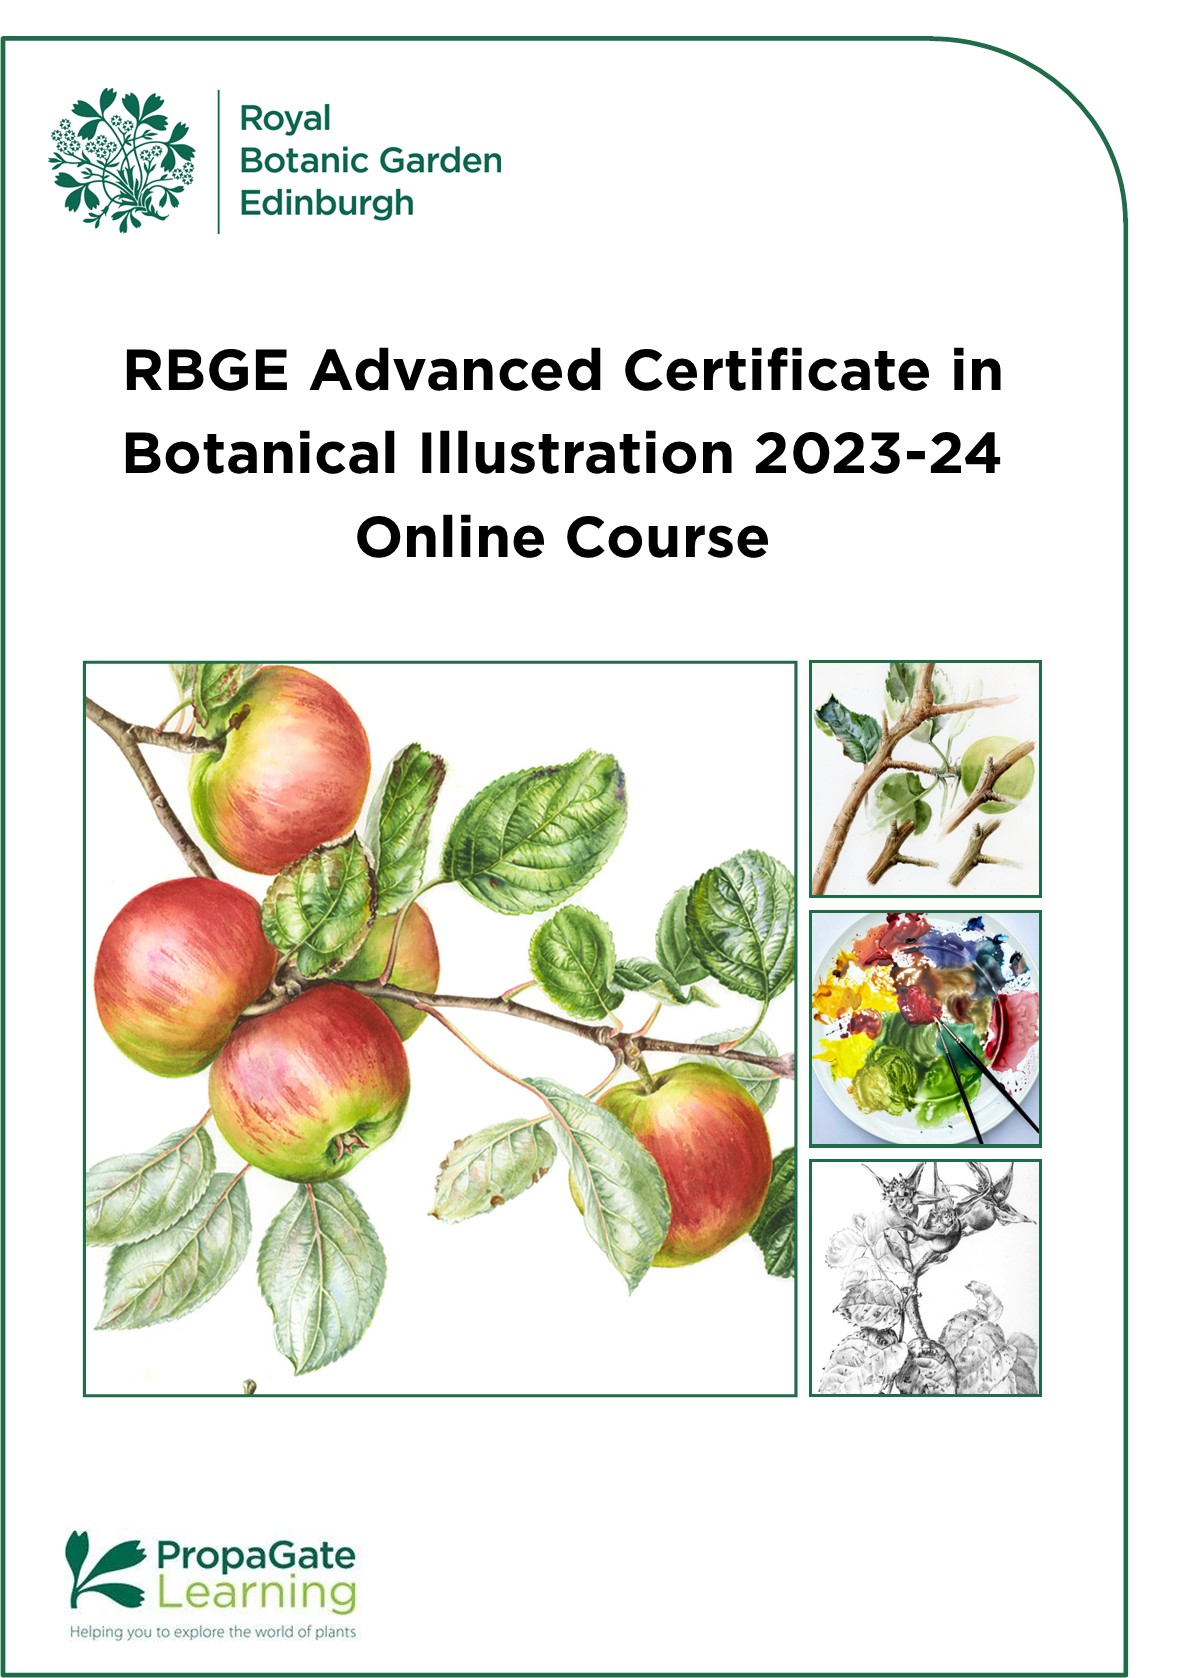 Royal
Botanic Garden
Edinburgh
RBGE Advanced Certificate in
Botanical Illustration 2023-24
Online Course
PropaGate
Learning
Helping you to explore the world of plants